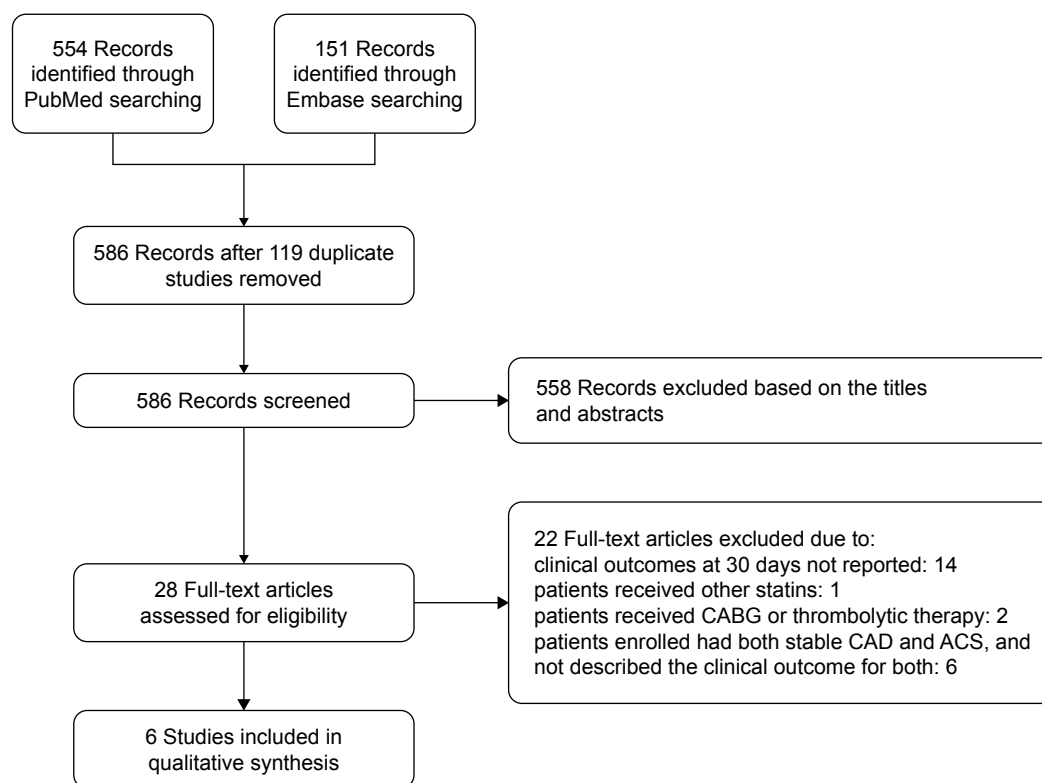 554 Records
identified through
PubMed searching
151 Records
identified through
Embase searching
586 Records after 119 duplicate
studies removed
586 Records screened
558 Records excluded based on the titles
and abstracts
28 Full-text articles
assessed for eligibility
22 Full-text articles excluded due to:
clinical outcomes at 30 days not reported: 14
patients received other statins: 1
patients received CABG or thrombolytic therapy: 2
patients enrolled had both stable CAD and ACS, and
not described the clinical outcome for both: 6
6 Studies included in
qualitative synthesis